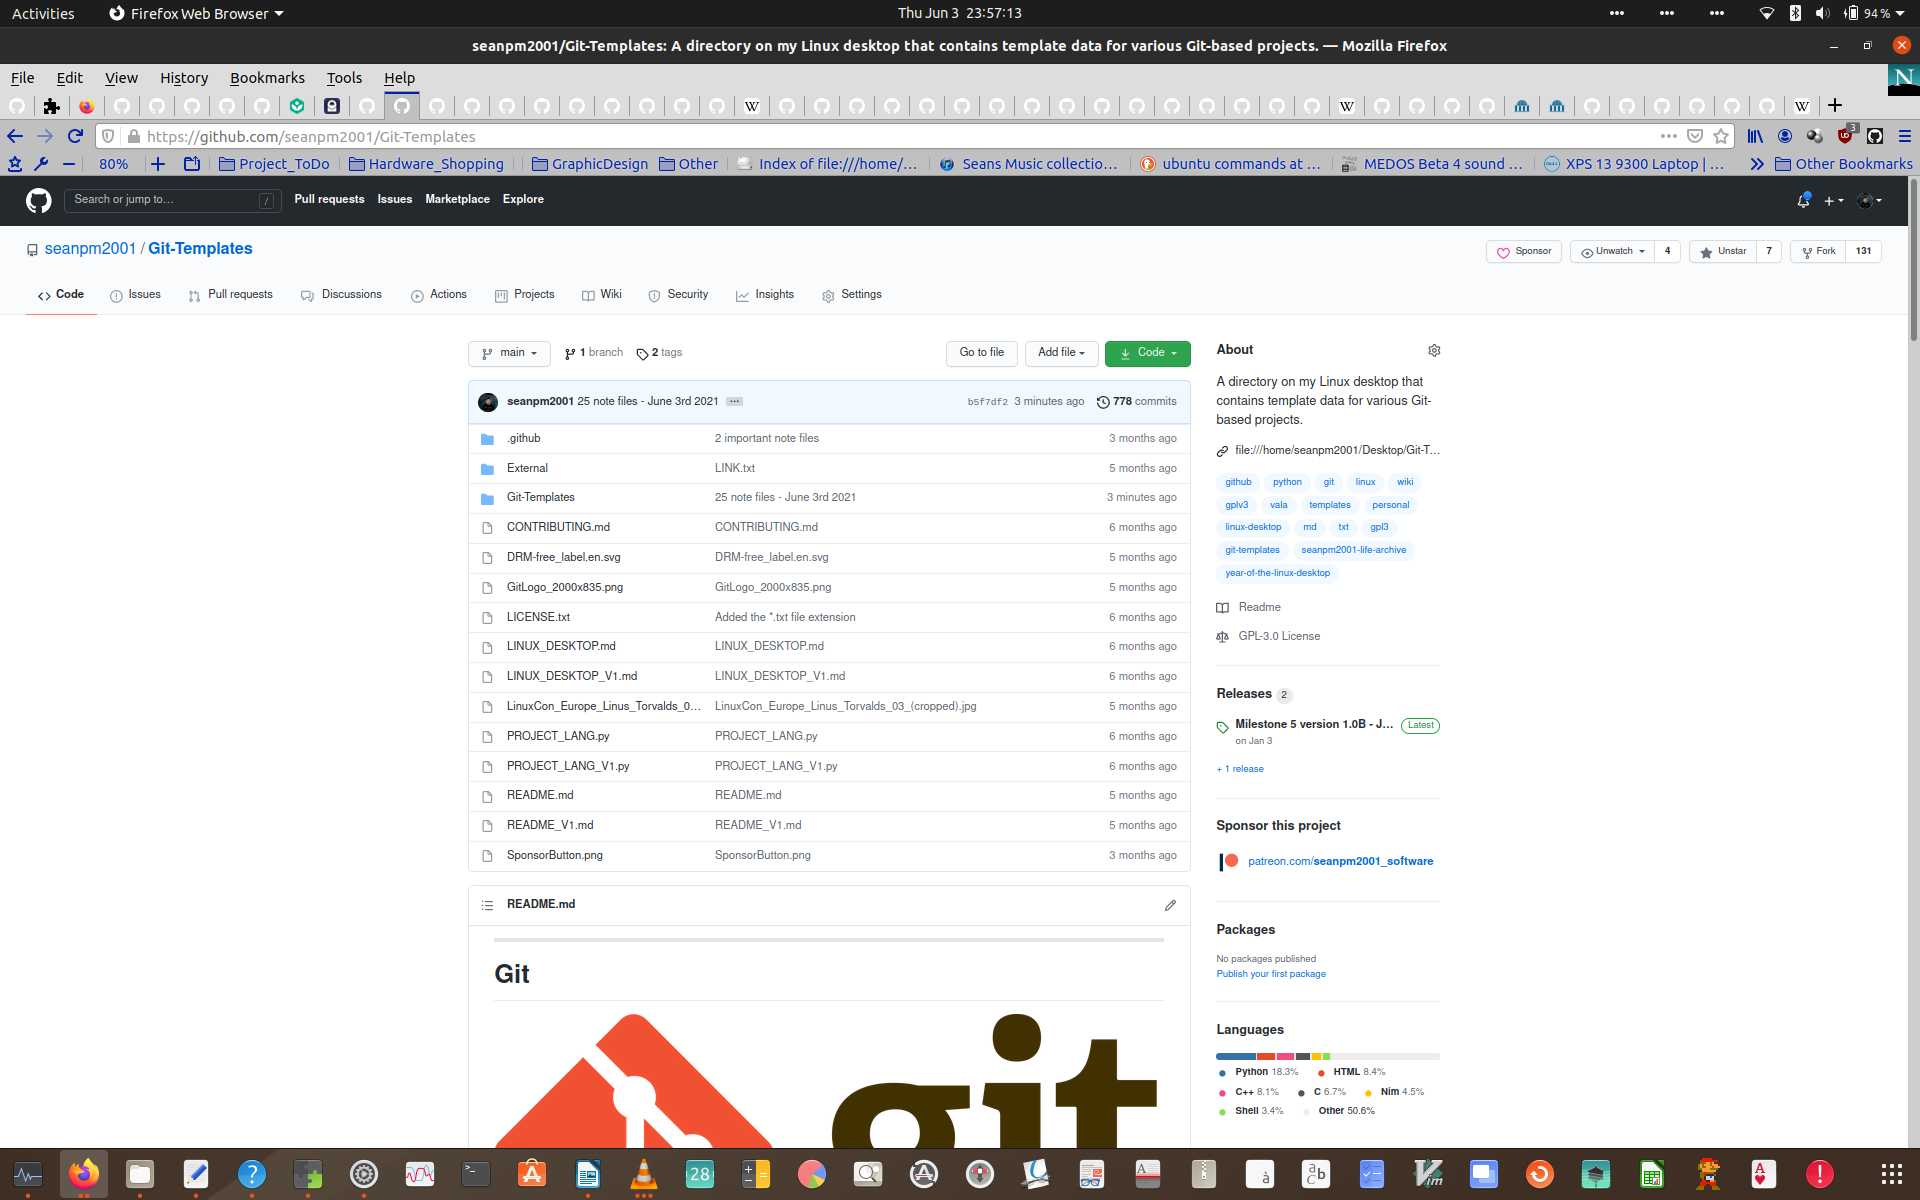 Activities Firefox Web Browser Thu Jun 3 23:57:13 94 %
seanpm2001/Git-Templates: A directory on my Linux desktop that contains template data for various Git-based projects. — Mozilla Firefox
File Edit View History Bookmarks Tools Help N
W W W
https://github.com/seanpm2001/Git-Templates 3
80% Project_ToDo Hardware_Shopping GraphicDesign Other Index of file:///home/... Seans Music collectio... ubuntu commands at ... MEDOS Beta 4 sound ... XPS 13 9300 Laptop | ... Other Bookmarks
Search or jump to... / Pull requests Issues Marketplace Explore
seanpm2001 / Git-Templates Sponsor Unwatch 4 Unstar 7 Fork 131
Code Issues Pull requests Discussions Actions Projects Wiki Security Insights Settings
main 1 branch 2 tags Go to file Add file Code
seanpm2001 25 note files - June 3rd 2021 ... b5f7df2 3 minutes ago 778 commits
.github 2 important note files 3 months ago
External LINK.txt 5 months ago
Git-Templates 25 note files - June 3rd 2021 3 minutes ago
CONTRIBUTING.md CONTRIBUTING.md 6 months ago
DRM-free_label.en.svg DRM-free_label.en.svg 5 months ago
GitLogo_2000x835.png GitLogo_2000x835.png 5 months ago
LICENSE.txt Added the *.txt file extension 6 months ago
LINUX_DESKTOP.md LINUX_DESKTOP.md 6 months ago
LINUX_DESKTOP_V1.md LINUX_DESKTOP_V1.md 6 months ago
LinuxCon_Europe_Linus_Torvalds_0... LinuxCon_Europe_Linus_Torvalds_03_(cropped).jpg 5 months ago
PROJECT_LANG.py PROJECT_LANG.py 6 months ago
PROJECT_LANG_V1.py PROJECT_LANG_V1.py 6 months ago
README.md README.md 5 months ago
README_V1.md README_V1.md 5 months ago
SponsorButton.png SponsorButton.png 3 months ago
README.md
Git
git
About
A directory on my Linux desktop that
contains template data for various Git-
based projects.
file:///home/seanpm2001/Desktop/Git-T...
github python git linux wiki
gplv3 vala templates personal
linux-desktop md txt gpl3
git-templates seanpm2001-life-archive
year-of-the-linux-desktop
Readme
GPL-3.0 License
Releases 2
Milestone 5 version 1.0B - J... Latest
on Jan 3
+ 1 release
Sponsor this project
patreon.com/seanpm2001_software
Packages
No packages published
Publish your first package
Languages
Python 18.3% HTML 8.4%
C++ 8.1% C 6.7% Nim 4.5%
Shell 3.4% Other 50.6%
28